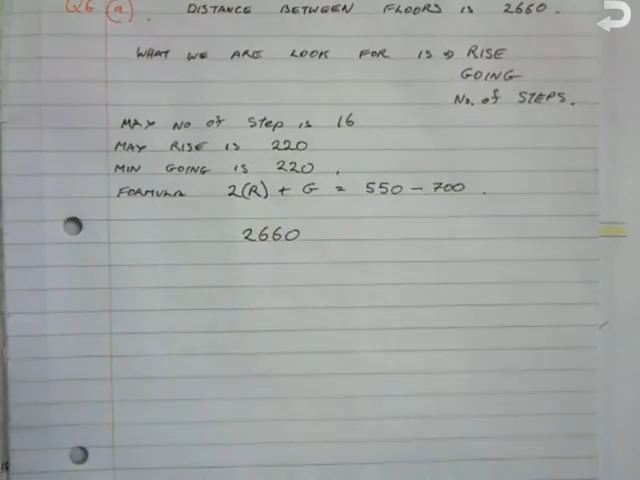 Q6 (a). DISTANCE BETWEEN FLOORS IS 2660.
WHAT WE ARE LOOK FOR IS → RISE
GOING
No. of STEPS.
MAX NO of Step is 16
MAX RISE is 220
MIN GOING is 220.
FORMULA 2(R) + G = 550 - 700.
2660